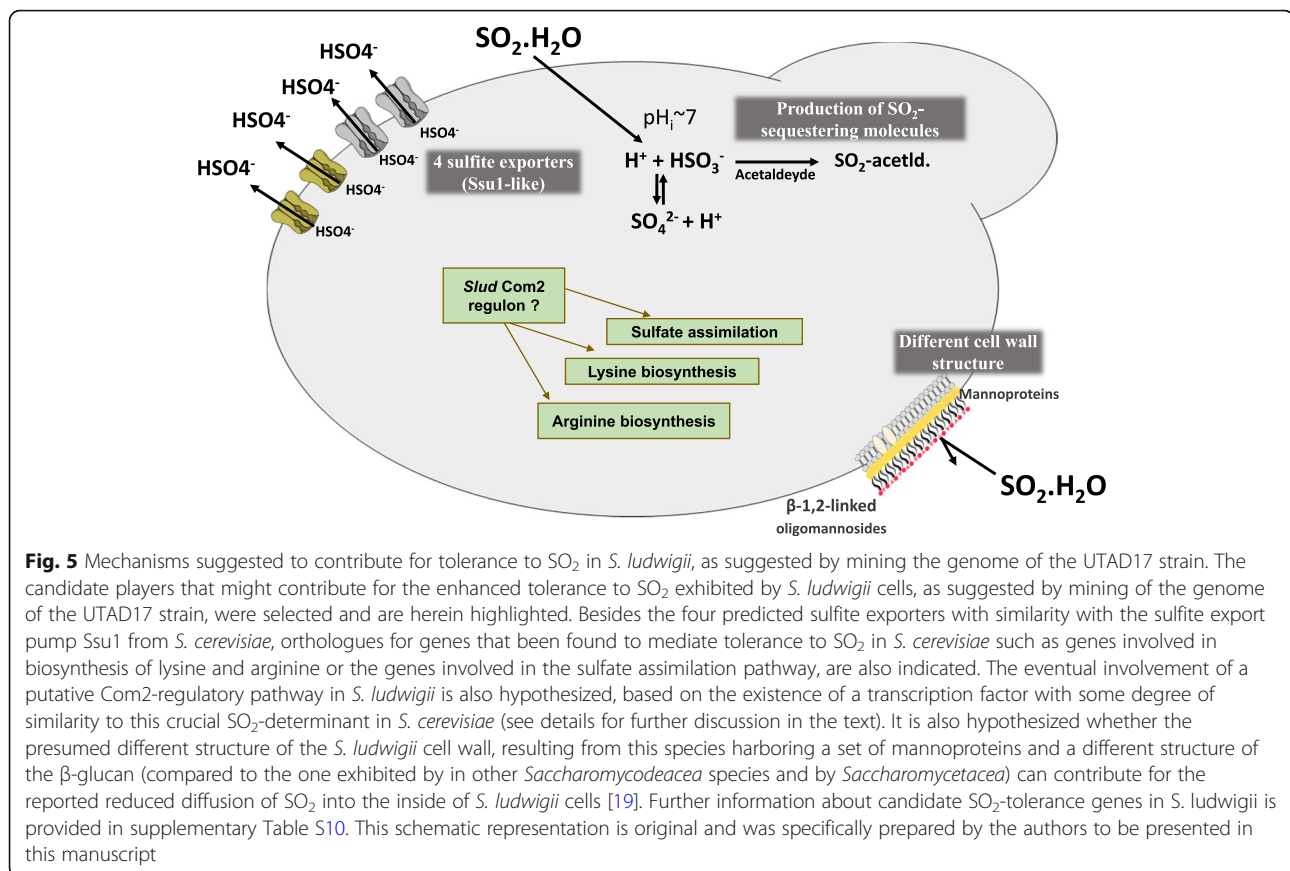 SO₂.H₂O
HSO4⁻
HSO4⁻
HSO4⁻
HSO4⁻
HSO4⁻
HSO4⁻
HSO4⁻
HSO4⁻
4 sulfite exporters
(Ssu1-like)
pHᵢ~7
H⁺ + HSO₃⁻
Acetaldeyde
SO₂-acetld.
SO₄²⁻ + H⁺
Production of SO₂-
sequestering molecules
Slud Com2
regulon ?
Sulfate assimilation
Lysine biosynthesis
Arginine biosynthesis
Different cell wall
structure
Mannoproteins
SO₂.H₂O
β-1,2-linked
oligomannosides
Fig. 5 Mechanisms suggested to contribute for tolerance to SO₂ in S. ludwigii, as suggested by mining the genome of the UTAD17 strain. The
candidate players that might contribute for the enhanced tolerance to SO₂ exhibited by S. ludwigii cells, as suggested by mining of the genome
of the UTAD17 strain, were selected and are herein highlighted. Besides the four predicted sulfite exporters with similarity with the sulfite export
pump Ssu1 from S. cerevisiae, orthologues for genes that been found to mediate tolerance to SO₂ in S. cerevisiae such as genes involved in
biosynthesis of lysine and arginine or the genes involved in the sulfate assimilation pathway, are also indicated. The eventual involvement of a
putative Com2-regulatory pathway in S. ludwigii is also hypothesized, based on the existence of a transcription factor with some degree of
similarity to this crucial SO₂-determinant in S. cerevisiae (see details for further discussion in the text). It is also hypothesized whether the
presumed different structure of the S. ludwigii cell wall, resulting from this species harboring a set of mannoproteins and a different structure of
the β-glucan (compared to the one exhibited by in other Saccharomycodeacea species and by Saccharomycetacea) can contribute for the
reported reduced diffusion of SO₂ into the inside of S. ludwigii cells [19]. Further information about candidate SO₂-tolerance genes in S. ludwigii is
provided in supplementary Table S10. This schematic representation is original and was specifically prepared by the authors to be presented in
this manuscript